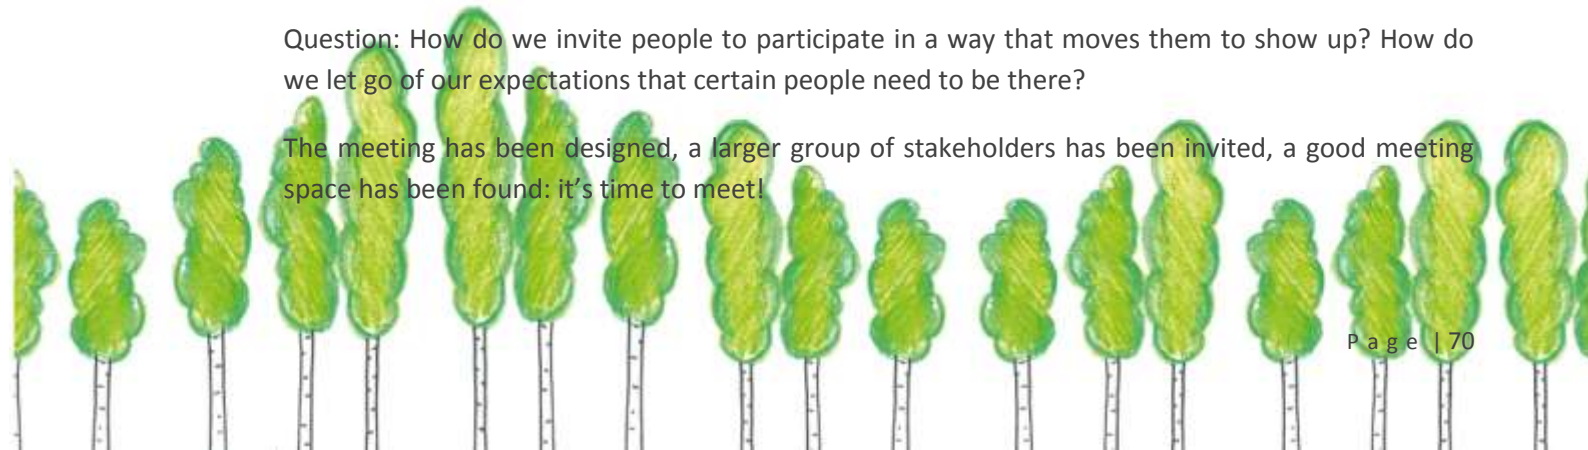 Question: How do we invite people to participate in a way that moves them to show up? How do
we let go of our expectations that certain people need to be there?
The meeting has been designed, a larger group of stakeholders has been invited, a good meeting
space has been found: it’s time to meet!
P a g e | 70